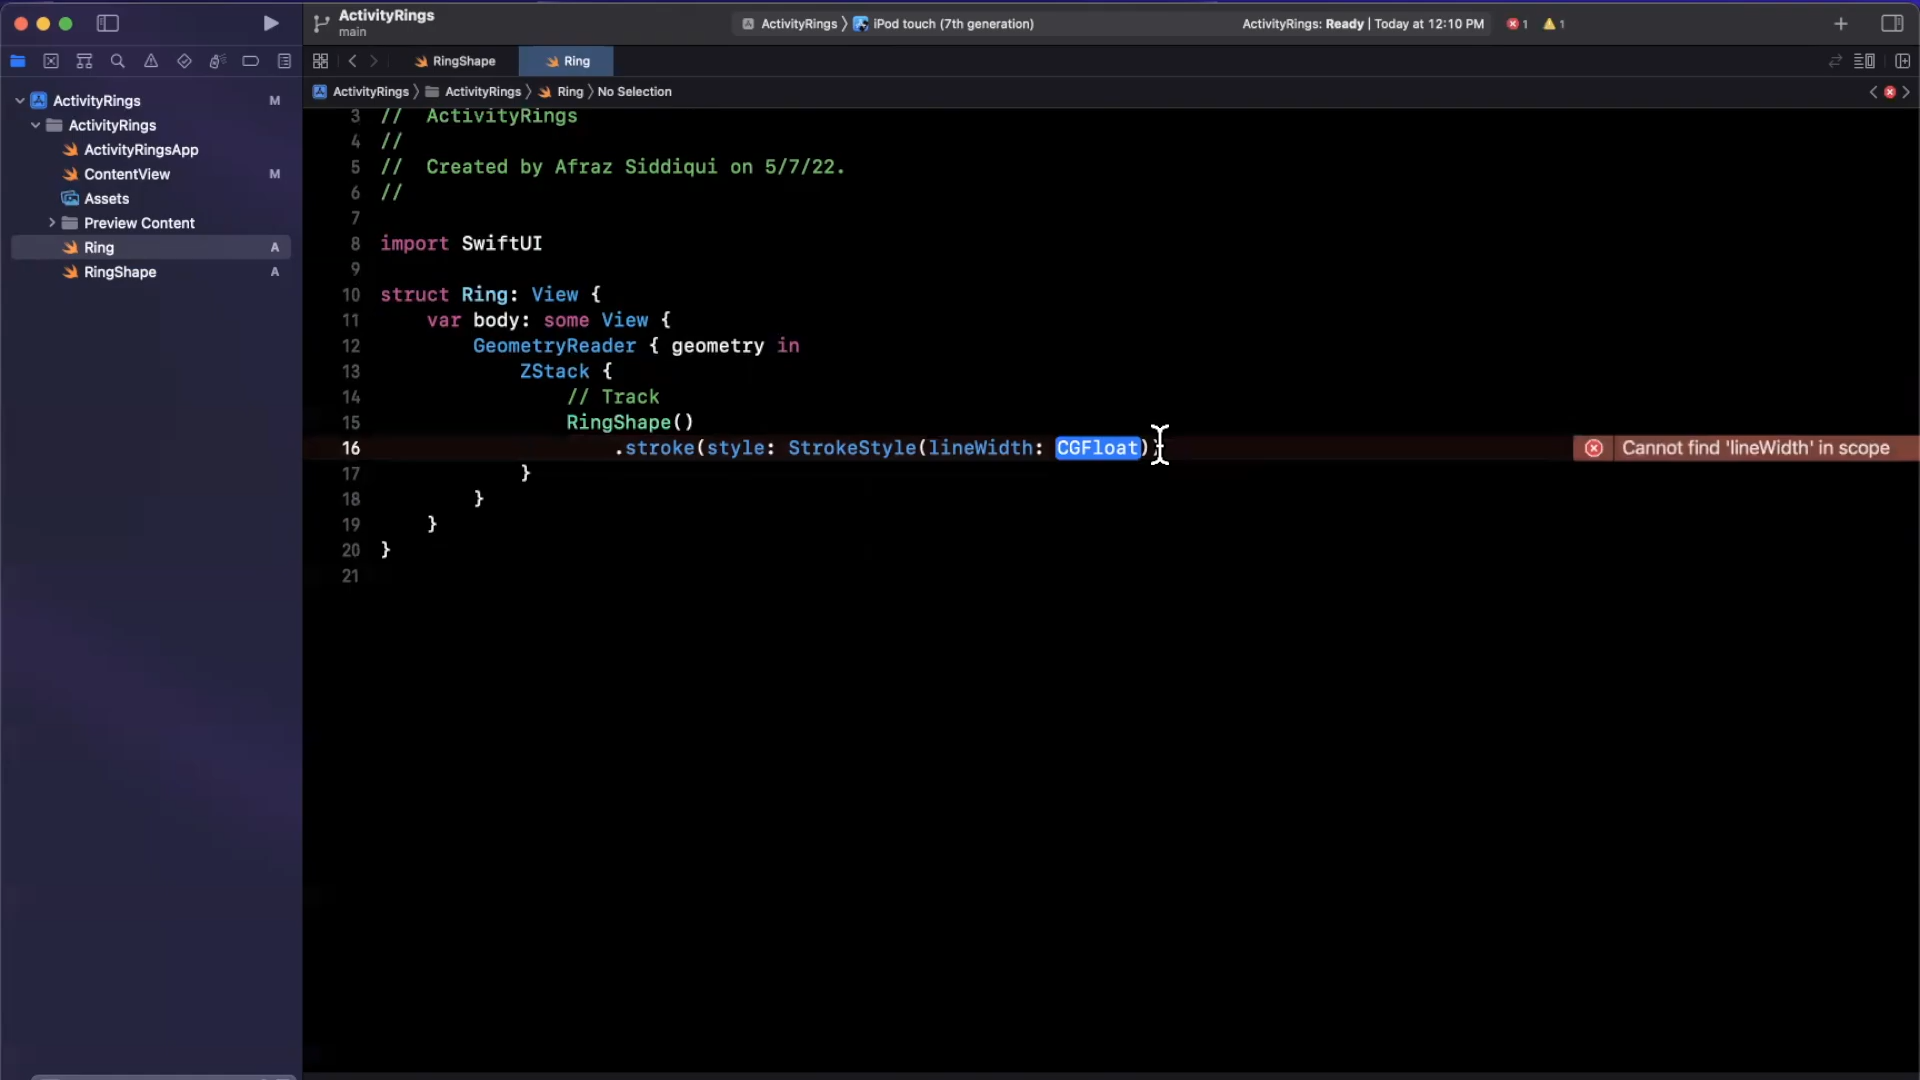 ActivityRings
main
ActivityRings
iPod touch (7th generation)
ActivityRings: Ready | Today at 12:10 PM
1
1
RingShape
Ring
ActivityRings
ActivityRings
Ring
No Selection
ActivityRings M
ActivityRings
ActivityRingsApp
ContentView M
Assets
Preview Content
Ring A
RingShape A
3 //  ActivityRings
4 //
5 //  Created by Afraz Siddiqui on 5/7/22.
6 //
7
8 import SwiftUI
9
10 struct Ring: View {
11     var body: some View {
12         GeometryReader { geometry in
13             ZStack {
14                 // Track
15                 RingShape()
16                     .stroke(style: StrokeStyle(lineWidth: CGFloat)
Cannot find 'lineWidth' in scope
17             }
18         }
19     }
20 }
21